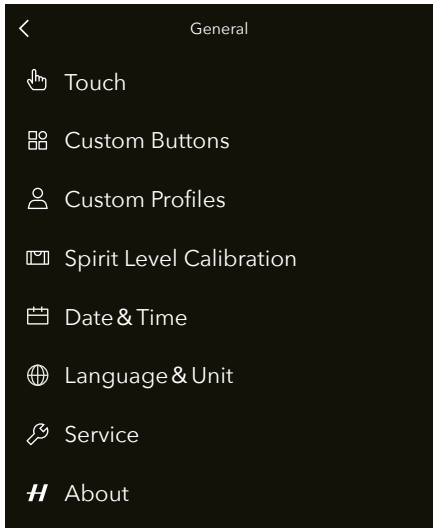 General
Touch
Custom Buttons
Custom Profiles
Spirit Level Calibration
Date & Time
Language & Unit
Service
About